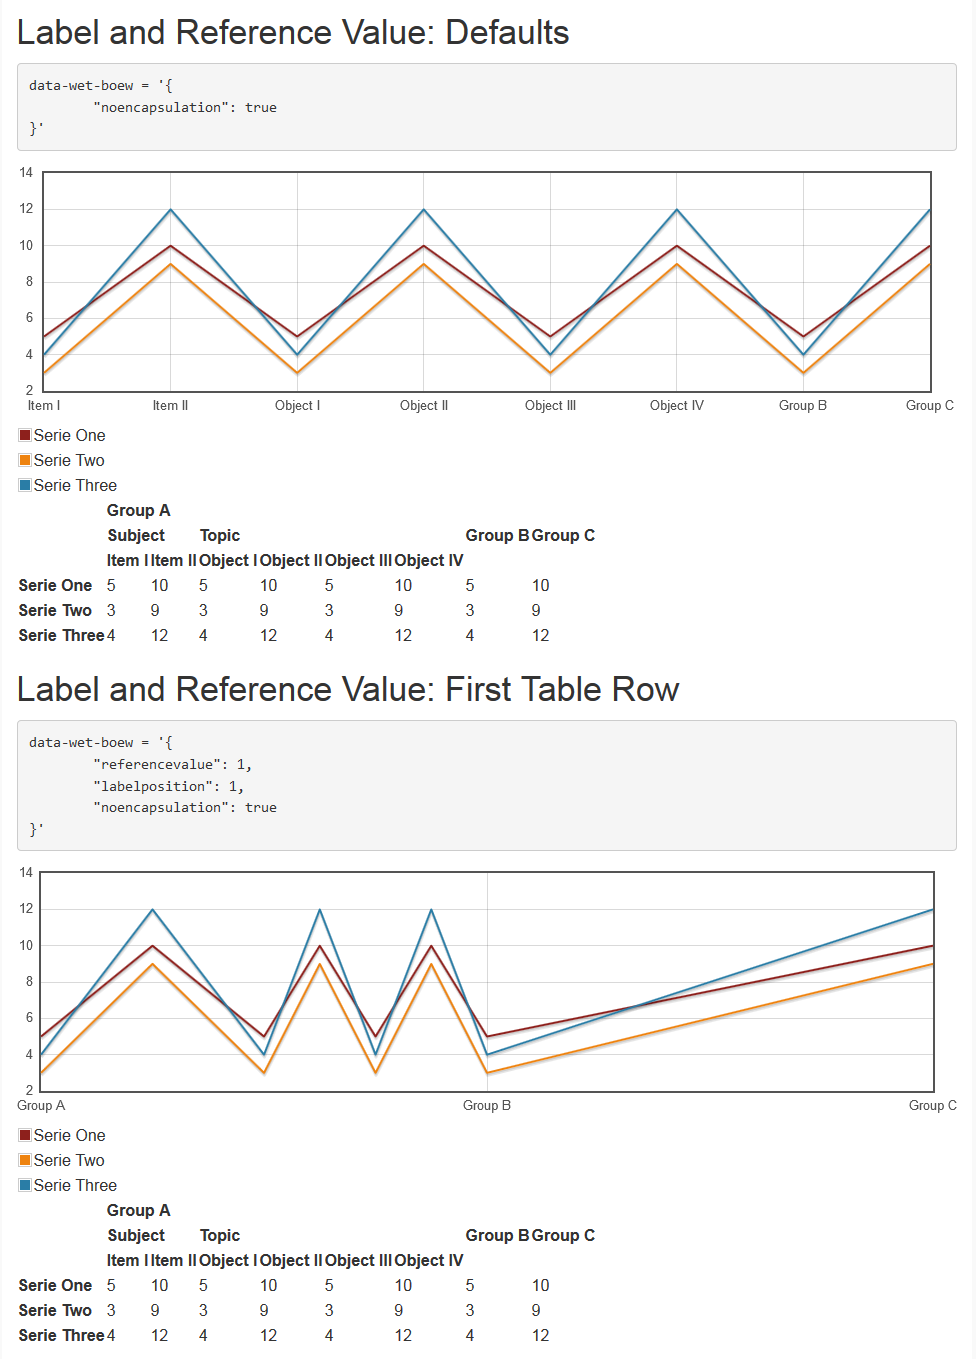 Label and Reference Value: Defaults
data-wet-boew = '{
"noencapsulation": true
}'
14
12
10
8
6
4
2
Item I Item II Object I Object II Object III Object IV Group B Group C
Serie One
Serie Two
Serie Three
Group A
Subject Topic Group B Group C
Item I Item II Object I Object II Object III Object IV
Serie One 5 10 5 10 5 10 5 10
Serie Two 3 9 3 9 3 9 3 9
Serie Three 4 12 4 12 4 12 4 12
Label and Reference Value: First Table Row
data-wet-boew = '{
"referencevalue": 1,
"labelposition": 1,
"noencapsulation": true
}'
14
12
10
8
6
4
2
Group A Group B Group C
Serie One
Serie Two
Serie Three
Group A
Subject Topic Group B Group C
Item I Item II Object I Object II Object III Object IV
Serie One 5 10 5 10 5 10 5 10
Serie Two 3 9 3 9 3 9 3 9
Serie Three 4 12 4 12 4 12 4 12